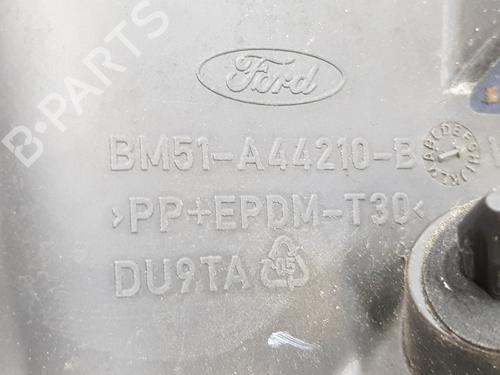 B-PARTS
Ford
BM51-A44210-B
>PP+EPDM-T30<
DU9TA 05